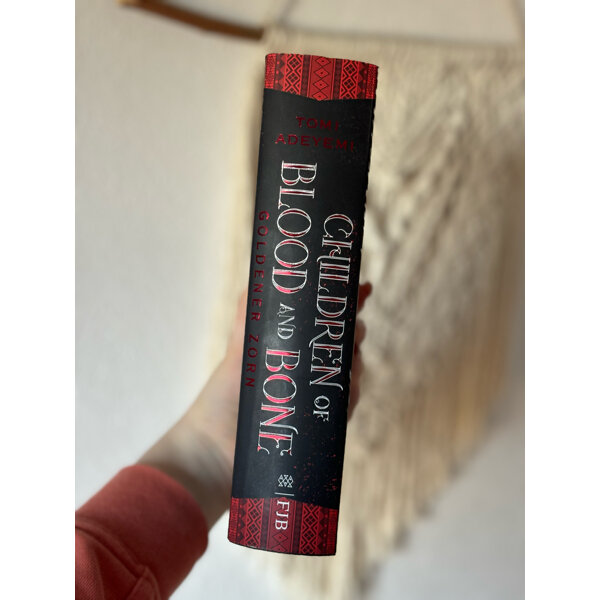 TOMI
ADEYEMI
CHILDREN OF
BLOOD AND BONE
GOLDENER ZORN
FJB